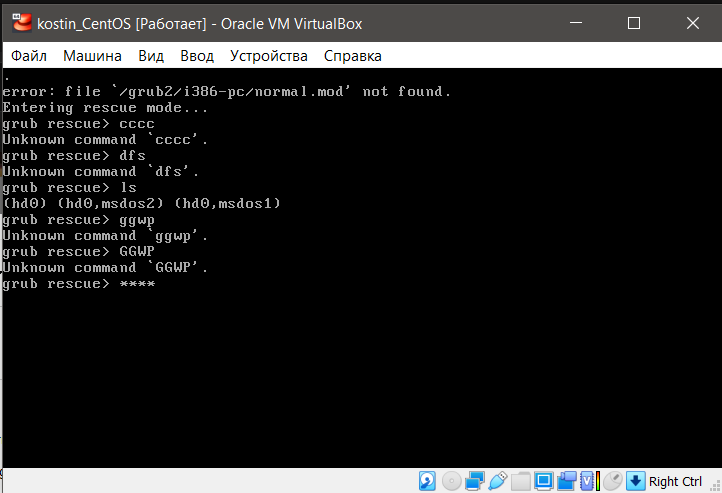 kostin_CentOS [Работает] - Oracle VM VirtualBox
Файл Машина Вид Ввод Устройства Справка
.
error: file `/grub2/i386-pc/normal.mod' not found.
Entering rescue mode...
grub rescue> cccc
Unknown command `cccc'.
grub rescue> dfs
Unknown command `dfs'.
grub rescue> ls
(hd0) (hd0,msdos2) (hd0,msdos1)
grub rescue> ggwp
Unknown command `ggwp'.
grub rescue> GGWP
Unknown command `GGWP'.
grub rescue> ****
Right Ctrl